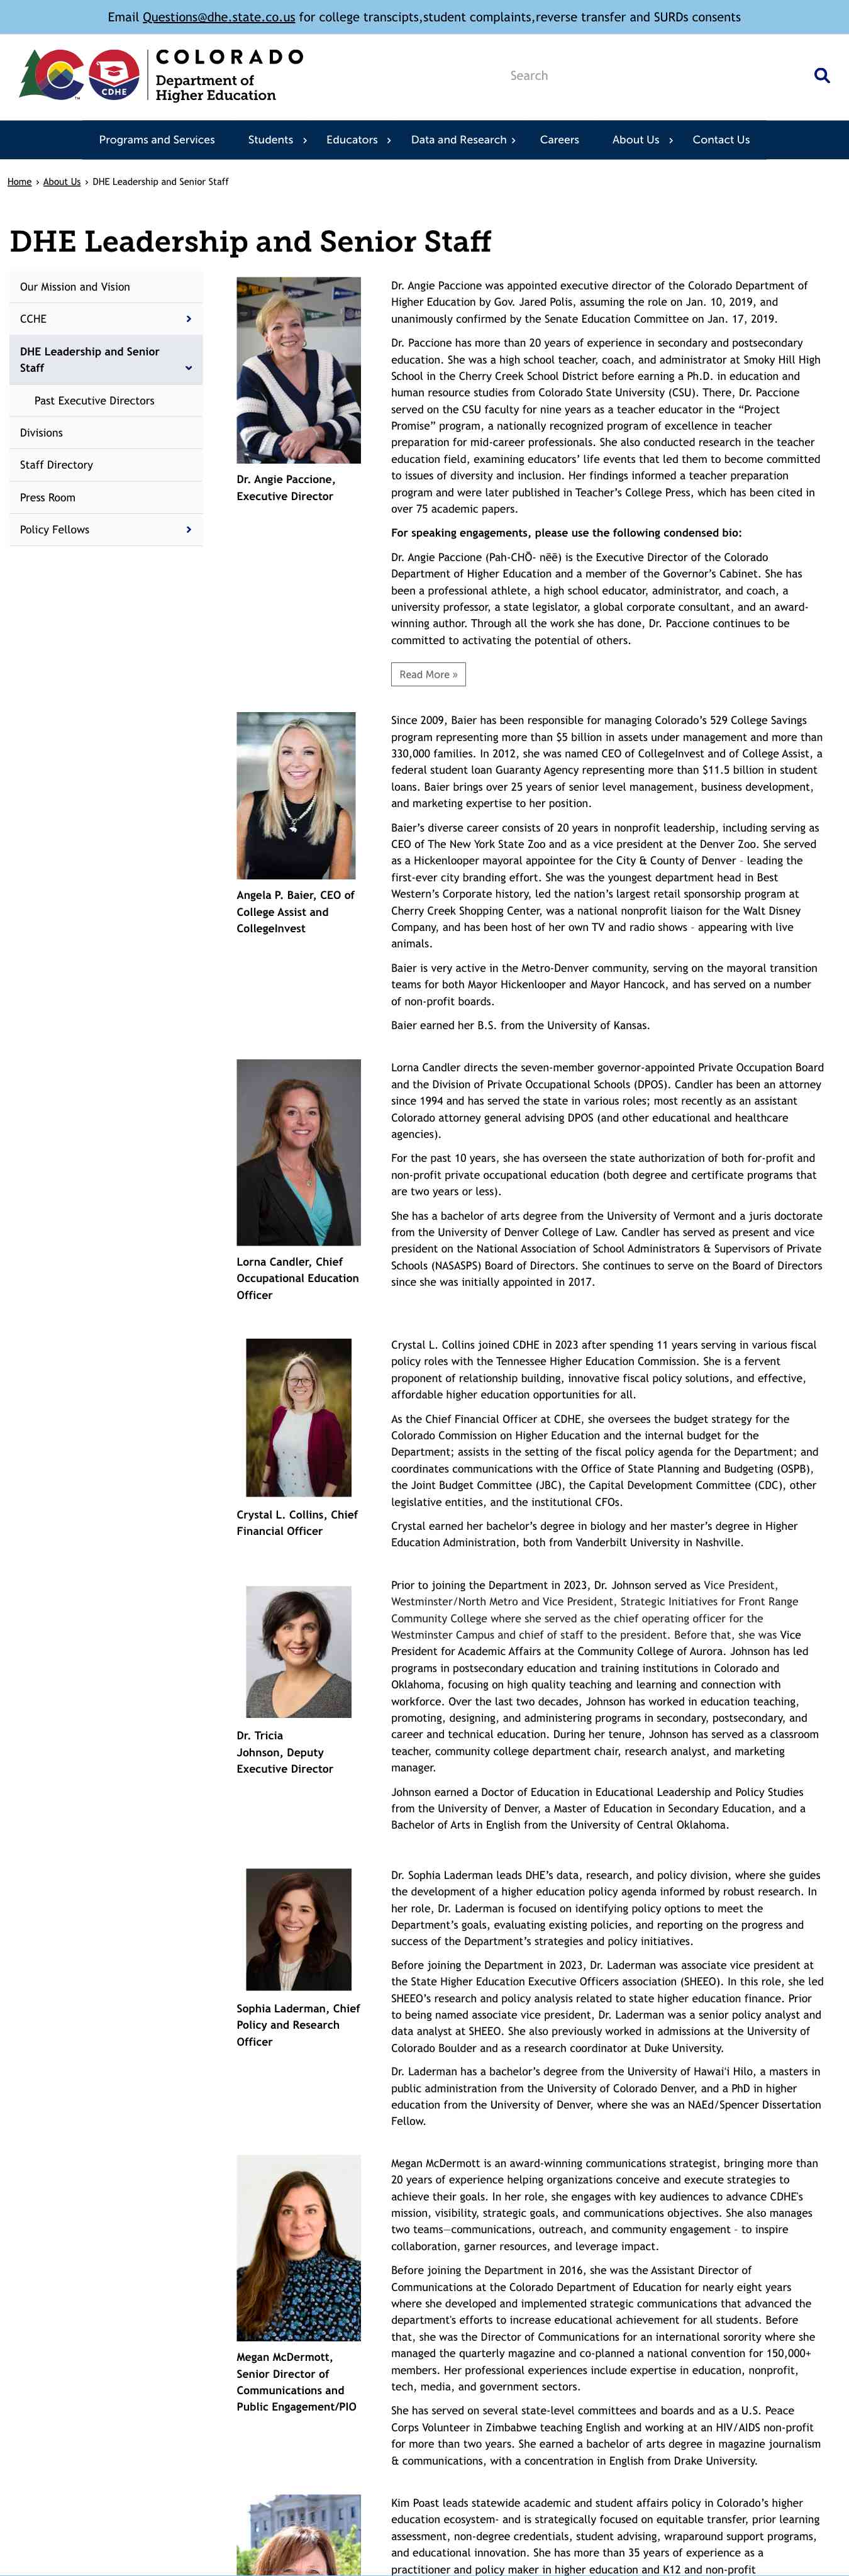 Email Questions@dhe.state.co.us for college transcipts,student complaints,reverse transfer and SURDs consents
COLORADO
Department of
Higher Education
CDHE
TM
Search
Programs and Services
Students
Educators
Data and Research
Careers
About Us
Contact Us
Home › About Us › DHE Leadership and Senior Staff
DHE Leadership and Senior Staff
Our Mission and Vision
CCHE
DHE Leadership and Senior
Staff
Past Executive Directors
Divisions
Staff Directory
Press Room
Policy Fellows
Dr. Angie Paccione,
Executive Director
Dr. Angie Paccione was appointed executive director of the Colorado Department of
Higher Education by Gov. Jared Polis, assuming the role on Jan. 10, 2019, and
unanimously confirmed by the Senate Education Committee on Jan. 17, 2019.
Dr. Paccione has more than 20 years of experience in secondary and postsecondary
education. She was a high school teacher, coach, and administrator at Smoky Hill High
School in the Cherry Creek School District before earning a Ph.D. in education and
human resource studies from Colorado State University (CSU). There, Dr. Paccione
served on the CSU faculty for nine years as a teacher educator in the “Project
Promise” program, a nationally recognized program of excellence in teacher
preparation for mid-career professionals. She also conducted research in the teacher
education field, examining educators’ life events that led them to become committed
to issues of diversity and inclusion. Her findings informed a teacher preparation
program and were later published in Teacher’s College Press, which has been cited in
over 75 academic papers.
For speaking engagements, please use the following condensed bio:
Dr. Angie Paccione (Pah-CHŌ- nēē) is the Executive Director of the Colorado
Department of Higher Education and a member of the Governor’s Cabinet. She has
been a professional athlete, a high school educator, administrator, and coach, a
university professor, a state legislator, a global corporate consultant, and an award-
winning author. Through all the work she has done, Dr. Paccione continues to be
committed to activating the potential of others.
Read More »
Angela P. Baier, CEO of
College Assist and
CollegeInvest
Since 2009, Baier has been responsible for managing Colorado’s 529 College Savings
program representing more than $5 billion in assets under management and more than
330,000 families. In 2012, she was named CEO of CollegeInvest and of College Assist, a
federal student loan Guaranty Agency representing more than $11.5 billion in student
loans. Baier brings over 25 years of senior level management, business development,
and marketing expertise to her position.
Baier’s diverse career consists of 20 years in nonprofit leadership, including serving as
CEO of The New York State Zoo and as a vice president at the Denver Zoo. She served
as a Hickenlooper mayoral appointee for the City & County of Denver - leading the
first-ever city branding effort. She was the youngest department head in Best
Western’s Corporate history, led the nation’s largest retail sponsorship program at
Cherry Creek Shopping Center, was a national nonprofit liaison for the Walt Disney
Company, and has been host of her own TV and radio shows - appearing with live
animals.
Baier is very active in the Metro-Denver community, serving on the mayoral transition
teams for both Mayor Hickenlooper and Mayor Hancock, and has served on a number
of non-profit boards.
Baier earned her B.S. from the University of Kansas.
Lorna Candler, Chief
Occupational Education
Officer
Lorna Candler directs the seven-member governor-appointed Private Occupation Board
and the Division of Private Occupational Schools (DPOS). Candler has been an attorney
since 1994 and has served the state in various roles; most recently as an assistant
Colorado attorney general advising DPOS (and other educational and healthcare
agencies).
For the past 10 years, she has overseen the state authorization of both for-profit and
non-profit private occupational education (both degree and certificate programs that
are two years or less).
She has a bachelor of arts degree from the University of Vermont and a juris doctorate
from the University of Denver College of Law. Candler has served as present and vice
president on the National Association of School Administrators & Supervisors of Private
Schools (NASASPS) Board of Directors. She continues to serve on the Board of Directors
since she was initially appointed in 2017.
Crystal L. Collins, Chief
Financial Officer
Crystal L. Collins joined CDHE in 2023 after spending 11 years serving in various fiscal
policy roles with the Tennessee Higher Education Commission. She is a fervent
proponent of relationship building, innovative fiscal policy solutions, and effective,
affordable higher education opportunities for all.
As the Chief Financial Officer at CDHE, she oversees the budget strategy for the
Colorado Commission on Higher Education and the internal budget for the
Department; assists in the setting of the fiscal policy agenda for the Department; and
coordinates communications with the Office of State Planning and Budgeting (OSPB),
the Joint Budget Committee (JBC), the Capital Development Committee (CDC), other
legislative entities, and the institutional CFOs.
Crystal earned her bachelor’s degree in biology and her master’s degree in Higher
Education Administration, both from Vanderbilt University in Nashville.
Dr. Tricia
Johnson, Deputy
Executive Director
Prior to joining the Department in 2023, Dr. Johnson served as Vice President,
Westminster/North Metro and Vice President, Strategic Initiatives for Front Range
Community College where she served as the chief operating officer for the
Westminster Campus and chief of staff to the president. Before that, she was Vice
President for Academic Affairs at the Community College of Aurora. Johnson has led
programs in postsecondary education and training institutions in Colorado and
Oklahoma, focusing on high quality teaching and learning and connection with
workforce. Over the last two decades, Johnson has worked in education teaching,
promoting, designing, and administering programs in secondary, postsecondary, and
career and technical education. During her tenure, Johnson has served as a classroom
teacher, community college department chair, research analyst, and marketing
manager.
Johnson earned a Doctor of Education in Educational Leadership and Policy Studies
from the University of Denver, a Master of Education in Secondary Education, and a
Bachelor of Arts in English from the University of Central Oklahoma.
Sophia Laderman, Chief
Policy and Research
Officer
Dr. Sophia Laderman leads DHE’s data, research, and policy division, where she guides
the development of a higher education policy agenda informed by robust research. In
her role, Dr. Laderman is focused on identifying policy options to meet the
Department’s goals, evaluating existing policies, and reporting on the progress and
success of the Department’s strategies and policy initiatives.
Before joining the Department in 2023, Dr. Laderman was associate vice president at
the State Higher Education Executive Officers association (SHEEO). In this role, she led
SHEEO’s research and policy analysis related to state higher education finance. Prior
to being named associate vice president, Dr. Laderman was a senior policy analyst and
data analyst at SHEEO. She also previously worked in admissions at the University of
Colorado Boulder and as a research coordinator at Duke University.
Dr. Laderman has a bachelor’s degree from the University of Hawai‘i Hilo, a masters in
public administration from the University of Colorado Denver, and a PhD in higher
education from the University of Denver, where she was an NAEd/Spencer Dissertation
Fellow.
Megan McDermott,
Senior Director of
Communications and
Public Engagement/PIO
Megan McDermott is an award-winning communications strategist, bringing more than
20 years of experience helping organizations conceive and execute strategies to
achieve their goals. In her role, she engages with key audiences to advance CDHE's
mission, visibility, strategic goals, and communications objectives. She also manages
two teams—communications, outreach, and community engagement - to inspire
collaboration, garner resources, and leverage impact.
Before joining the Department in 2016, she was the Assistant Director of
Communications at the Colorado Department of Education for nearly eight years
where she developed and implemented strategic communications that advanced the
department's efforts to increase educational achievement for all students. Before
that, she was the Director of Communications for an international sorority where she
managed the quarterly magazine and co-planned a national convention for 150,000+
members. Her professional experiences include expertise in education, nonprofit,
tech, media, and government sectors.
She has served on several state-level committees and boards and as a U.S. Peace
Corps Volunteer in Zimbabwe teaching English and working at an HIV/AIDS non-profit
for more than two years. She earned a bachelor of arts degree in magazine journalism
& communications, with a concentration in English from Drake University.
Kim Poast leads statewide academic and student affairs policy in Colorado’s higher
education ecosystem- and is strategically focused on equitable transfer, prior learning
assessment, non-degree credentials, student advising, wraparound support programs,
and educational innovation. She has more than 35 years of experience as a
practitioner and policy maker in higher education and K12 and non-profit